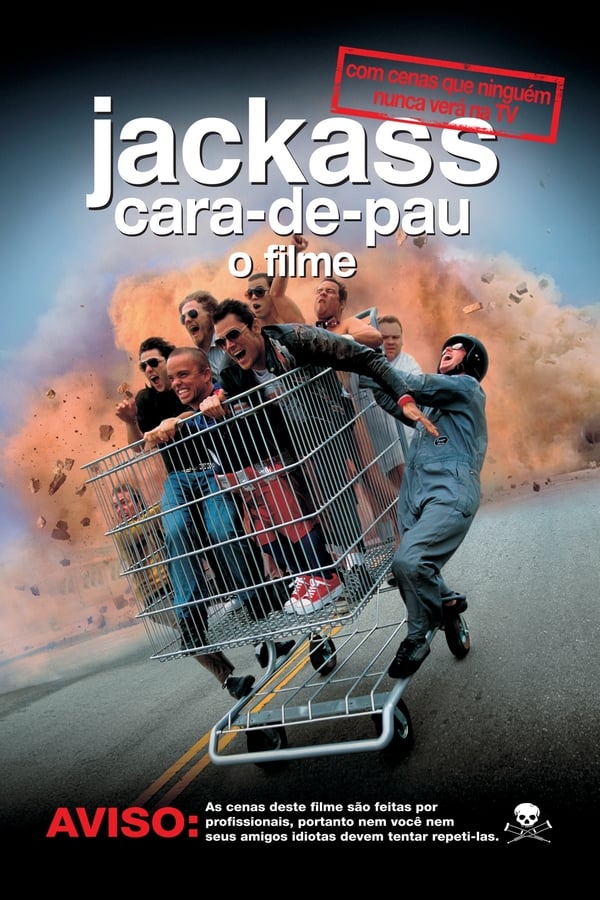 com cenas que ninguém
nunca verá na TV
jackass
cara-de-pau
o filme
AVISO:
As cenas deste filme são feitas por
profissionais, portanto nem você nem
seus amigos idiotas devem tentar repeti-las.